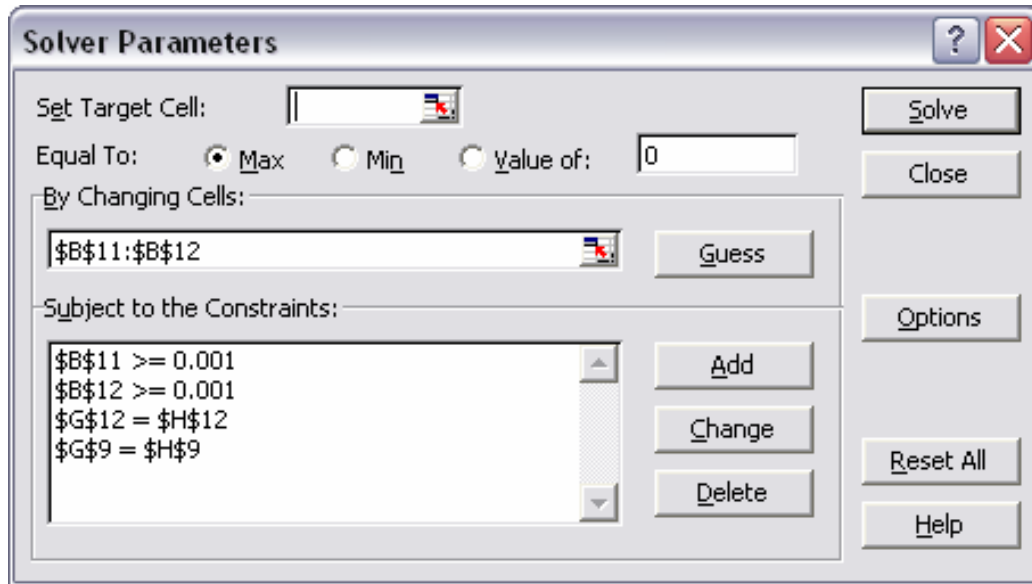 Solver Parameters
Set Target Cell:
Solve
Equal To: Max Min Value of: 0
Close
By Changing Cells:
$B$11:$B$12
Guess
Subject to the Constraints:
Options
$B$11 >= 0.001
$B$12 >= 0.001
$G$12 = $H$12
$G$9 = $H$9
Add
Change
Delete
Reset All
Help